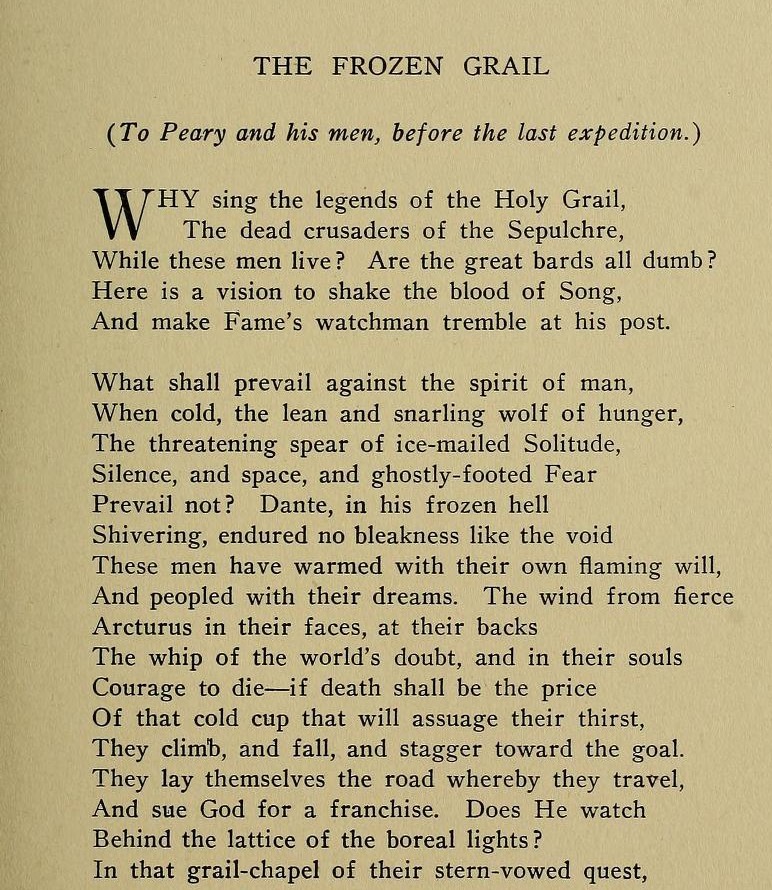 THE FROZEN GRAIL
(To Peary and his men, before the last expedition.)
WHY sing the legends of the Holy Grail,
The dead crusaders of the Sepulchre,
While these men live? Are the great bards all dumb?
Here is a vision to shake the blood of Song,
And make Fame's watchman tremble at his post.
What shall prevail against the spirit of man,
When cold, the lean and snarling wolf of hunger,
The threatening spear of ice-mailed Solitude,
Silence, and space, and ghostly-footed Fear
Prevail not? Dante, in his frozen hell
Shivering, endured no bleakness like the void
These men have warmed with their own flaming will,
And peopled with their dreams. The wind from fierce
Arcturus in their faces, at their backs
The whip of the world's doubt, and in their souls
Courage to die—if death shall be the price
Of that cold cup that will assuage their thirst,
They climb, and fall, and stagger toward the goal.
They lay themselves the road whereby they travel,
And sue God for a franchise. Does He watch
Behind the lattice of the boreal lights?
In that grail-chapel of their stern-vowed quest,